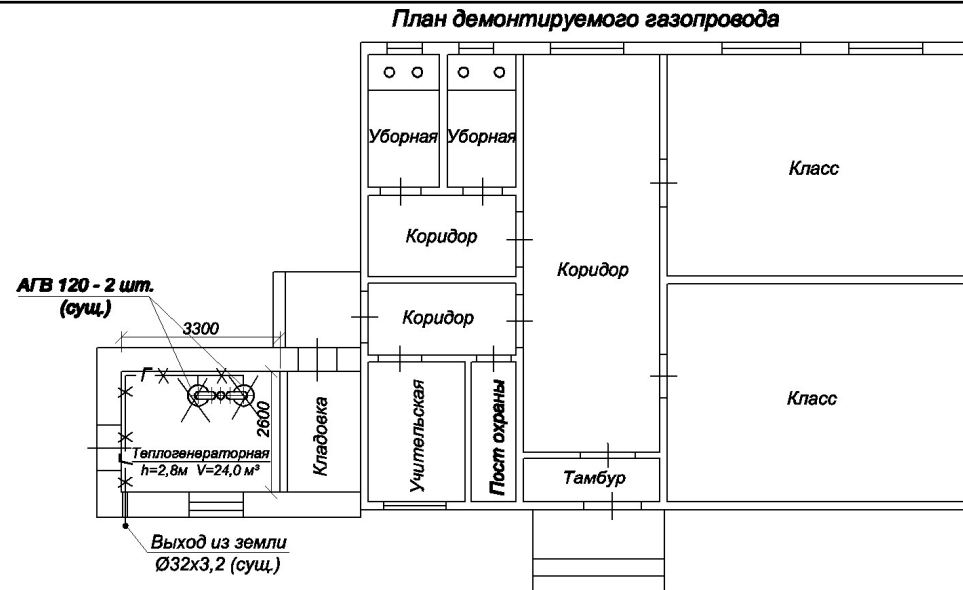 План демонтируемого газопровода
Уборная
Уборная
Класс
Коридор
Коридор
АГВ 120 - 2 шт.
(сущ.)
3300
Коридор
Г
2600
Кладовка
Учительская
Пост охраны
Класс
Теплогенераторная
h=2,8м V=24,0 м³
Тамбур
Выход из земли
Ø32х3,2 (сущ.)